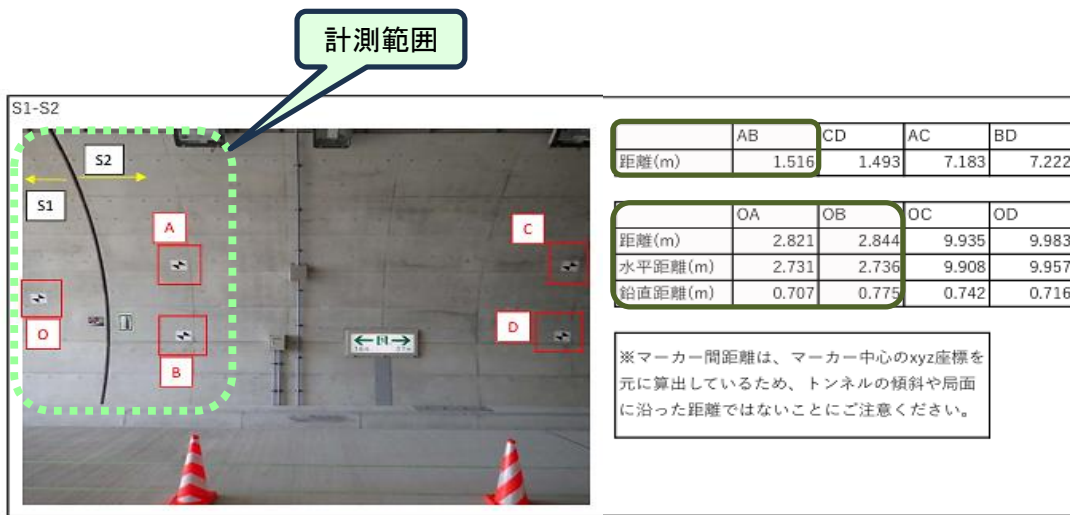 計測範囲
S1-S2
S2
S1
A
C
O
D
B
AB CD AC BD
距離(m) 1.516 1.493 7.183 7.222
OA OB OC OD
距離(m) 2.821 2.844 9.935 9.983
水平距離(m) 2.731 2.736 9.908 9.957
鉛直距離(m) 0.707 0.775 0.742 0.716
※マーカー間距離は、マーカー中心のxyz座標を
元に算出しているため、トンネルの傾斜や局面
に沿った距離ではないことにご注意ください。